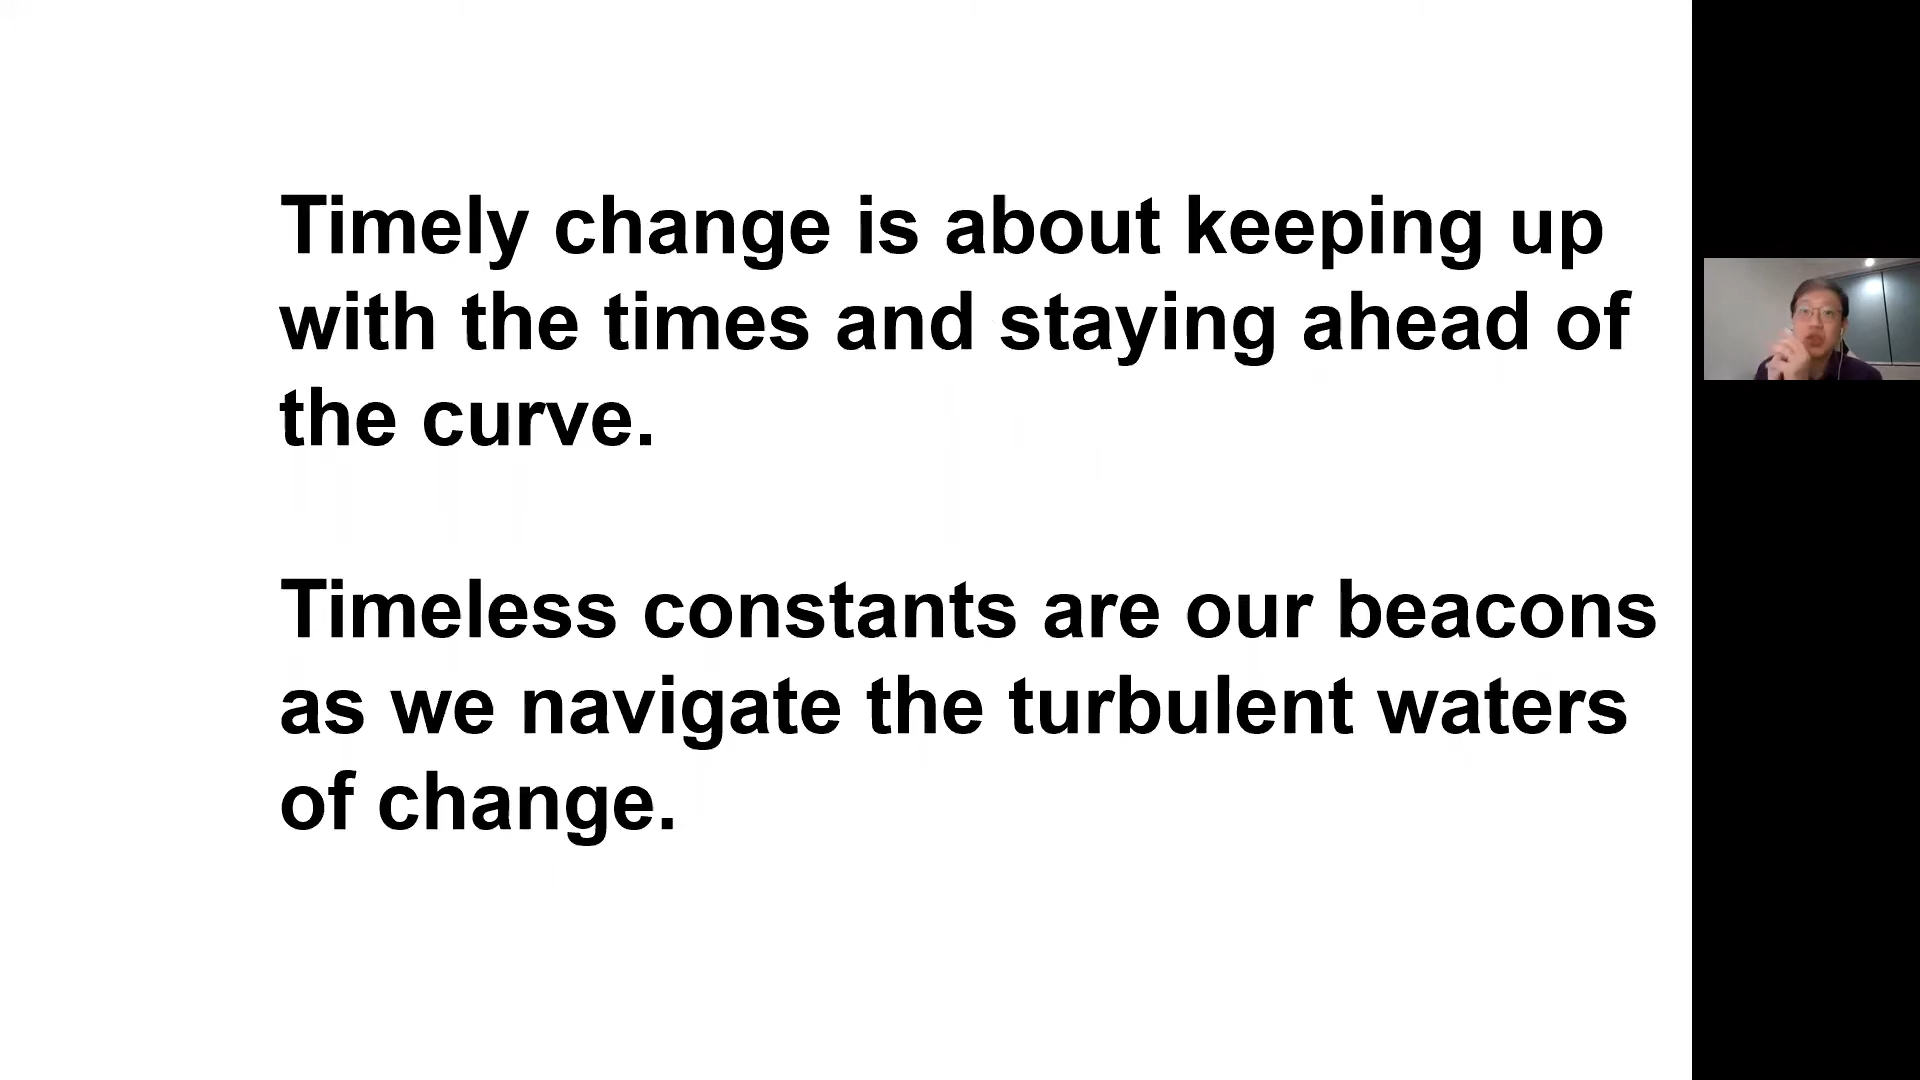 Timely change is about keeping up
with the times and staying ahead of
the curve.
Timeless constants are our beacons
as we navigate the turbulent waters
of change.